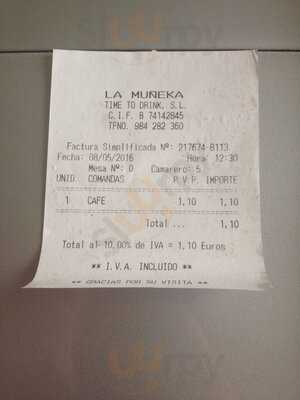 LA MUÑEKA
TIME TO DRINK, S.L.
C.I.F. B 74142845
TFNO. 984 282 360
Factura Simplificada Nº: 217674-B113
Fecha: 08/05/2016 Hora 12:30
Mesa Nº: 0 Camarero: 5
UNID. COMANDAS P.V.P. IMPORTE
1 CAFE 1,10 1,10
Total ... 1,10
Total al 10,00% de IVA = 1,10 Euros
** I.V.A. INCLUIDO **
** GRACIAS POR SU VISITA **